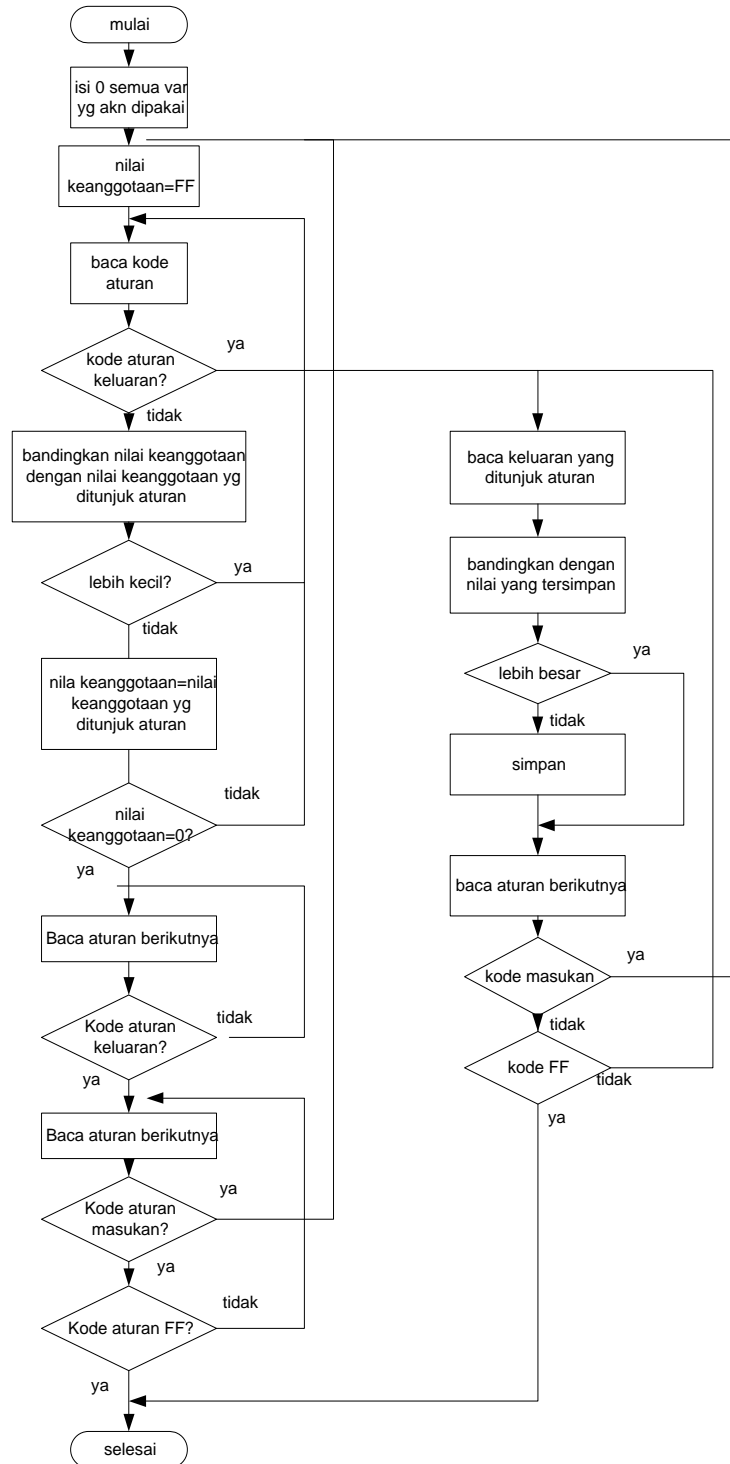 mulai
isi 0 semua var
yg akn dipakai
nilai
keanggotaan=FF
baca kode
aturan
kode aturan
keluaran?
ya
tidak
bandingkan nilai keanggotaan
dengan nilai keanggotaan yg
ditunjuk aturan
lebih kecil?
ya
tidak
nila keanggotaan=nilai
keanggotaan yg
ditunjuk aturan
nilai
keanggotaan=0?
tidak
ya
Baca aturan berikutnya
Kode aturan
keluaran?
tidak
ya
Baca aturan berikutnya
Kode aturan
masukan?
ya
ya
Kode aturan FF?
tidak
ya
selesai
baca keluaran yang
ditunjuk aturan
bandingkan dengan
nilai yang tersimpan
lebih besar
ya
tidak
simpan
baca aturan berikutnya
kode masukan
ya
tidak
kode FF
tidak
ya